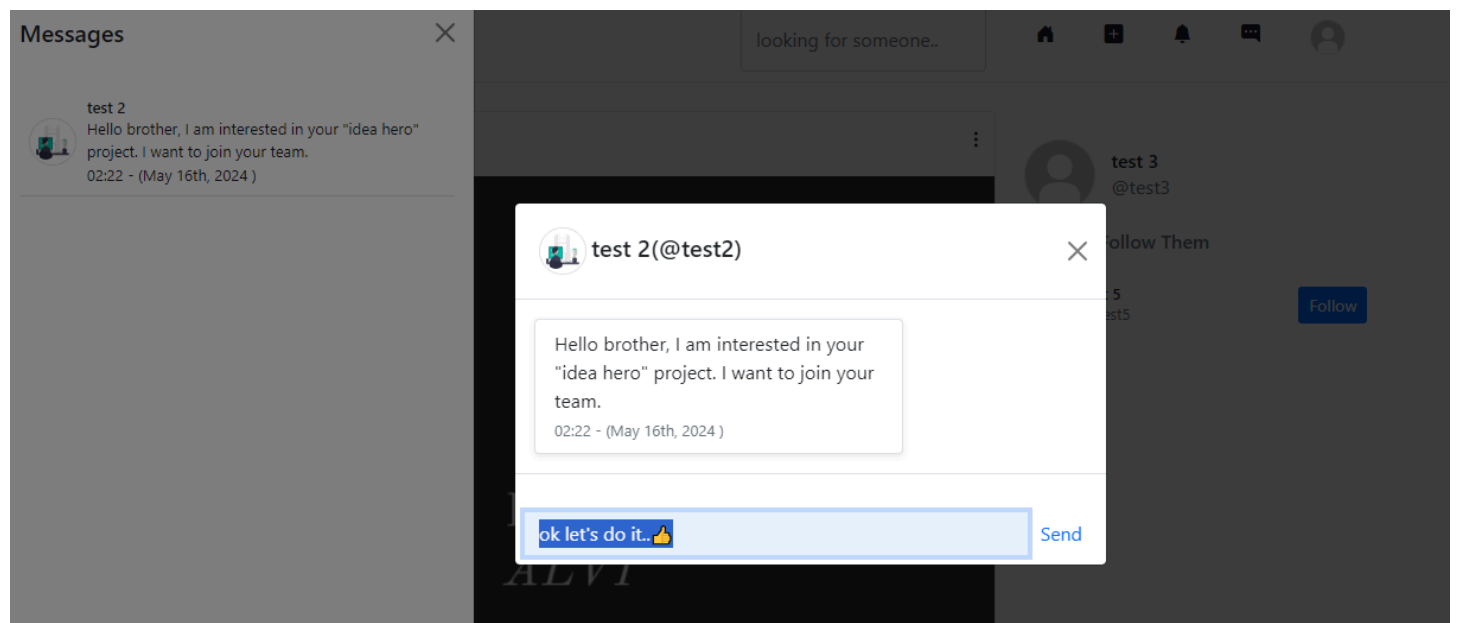 Messages
looking for someone..
test 2
Hello brother, I am interested in your "idea hero"
project. I want to join your team.
02:22 - (May 16th, 2024 )
test 3
@test3
Follow Them
5
est5
Follow
test 2(@test2)
Hello brother, I am interested in your
"idea hero" project. I want to join your
team.
02:22 - (May 16th, 2024 )
ok let's do it..👍
Send
ALVI